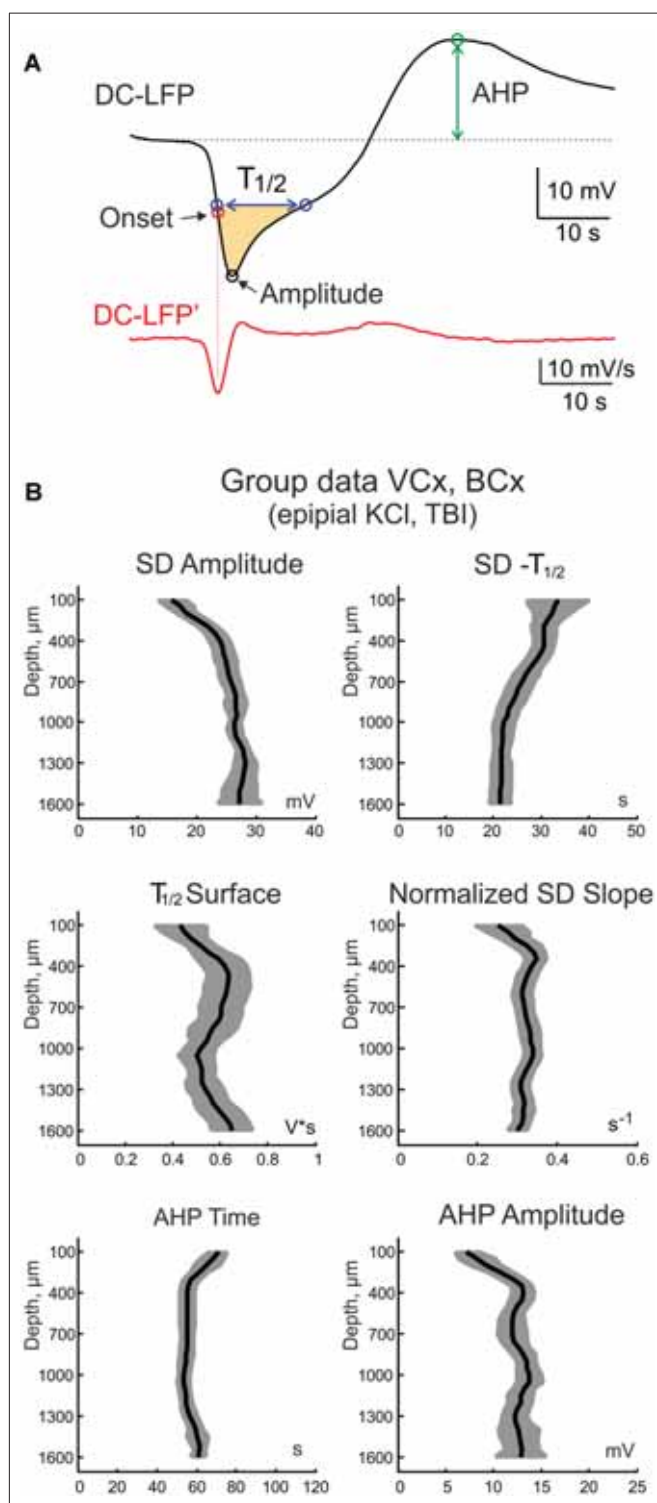 A
DC-LFP
AHP
T1/2
Onset
10 mV
10 s
Amplitude
DC-LFP'
10 mV/s
10 s
B
Group data VCx, BCx
(epipial KCl, TBI)
SD Amplitude
Depth, µm
100
400
700
1000
1300
1600
mV
0 10 20 30 40
SD -T1/2
Depth, µm
100
400
700
1000
1300
1600
s
0 10 20 30 40 50
T1/2 Surface
Depth, µm
100
400
700
1000
1300
1600
V*s
0 0.2 0.4 0.6 0.8 1
Normalized SD Slope
Depth, µm
100
400
700
1000
1300
1600
s-1
0 0.2 0.4 0.6
AHP Time
Depth, µm
100
400
700
1000
1300
1600
s
0 20 40 60 80 100 120
AHP Amplitude
Depth, µm
100
400
700
1000
1300
1600
mV
0 5 10 15 20 25